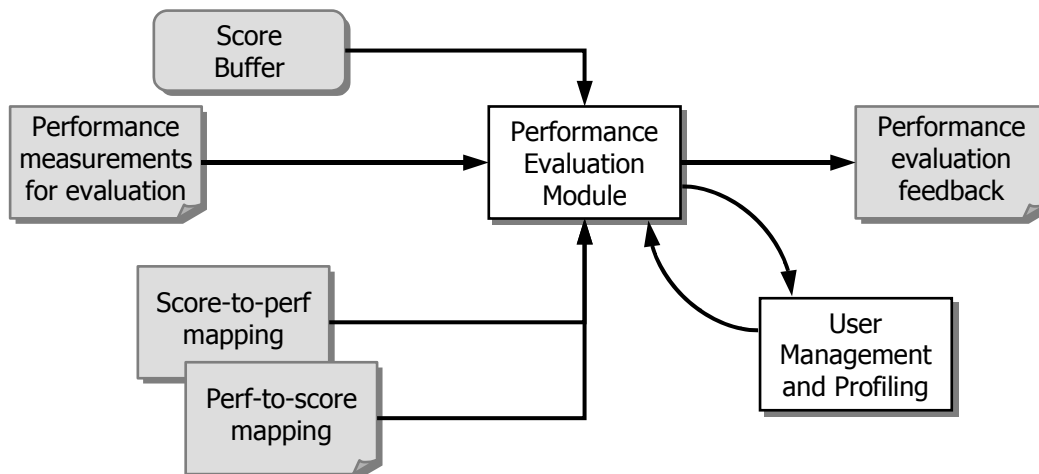 Score
Buffer
Performance
measurements
for evaluation
Performance
Evaluation
Module
Performance
evaluation
feedback
Score-to-perf
mapping
Perf-to-score
mapping
User
Management
and Profiling